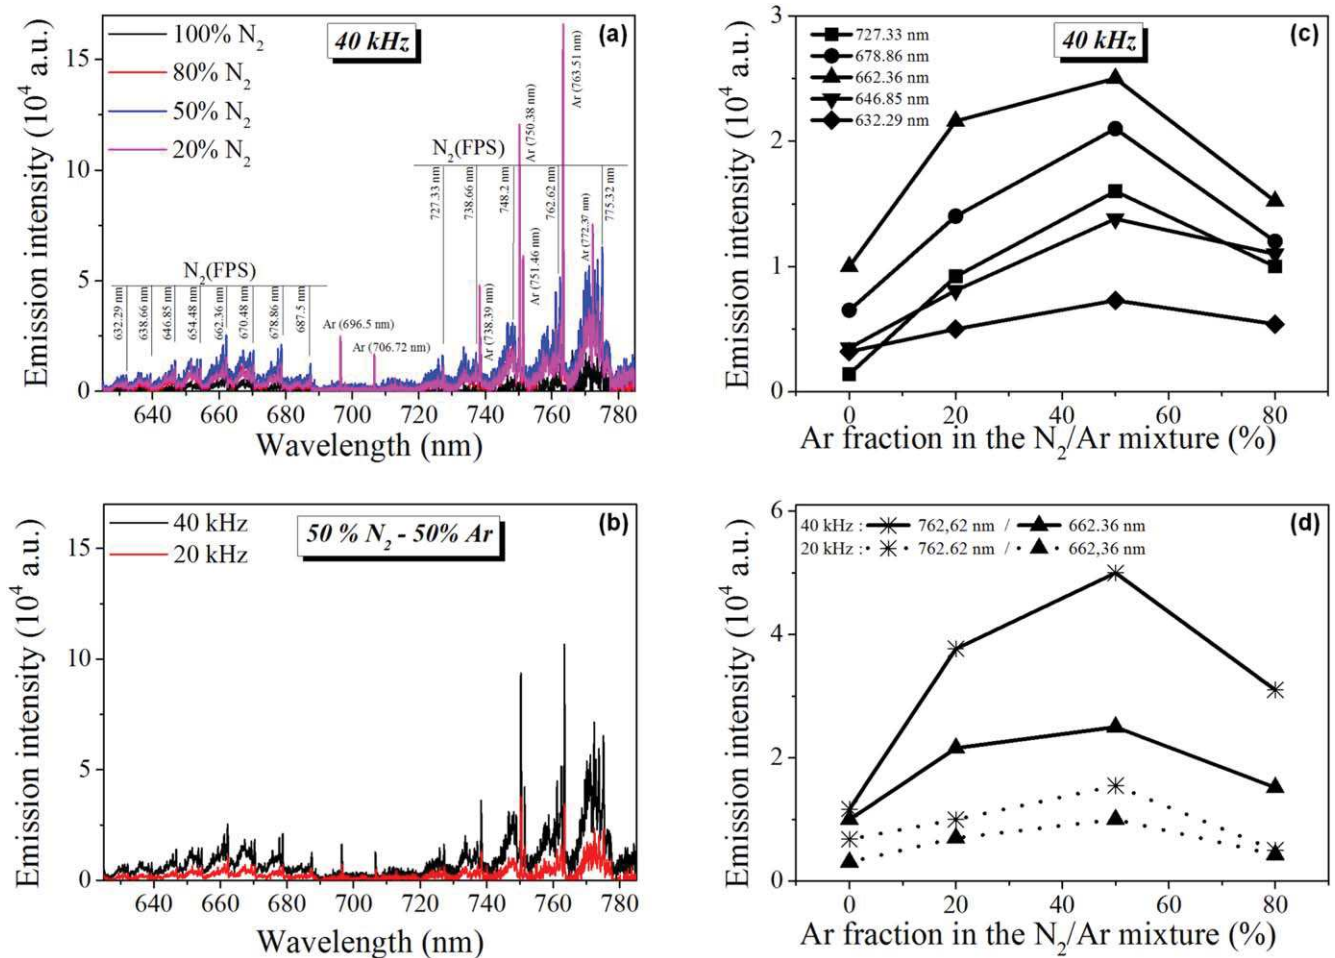 (a)
40 kHz
100% N2
80% N2
50% N2
20% N2
Emission intensity (10^4 a.u.)
15
10
5
0
N2(FPS)
632.29 nm
638.66 nm
646.85 nm
654.48 nm
662.36 nm
670.48 nm
678.86 nm
687.5 nm
Ar (696.5 nm)
Ar (706.72 nm)
N2(FPS)
727.33 nm
738.66 nm
Ar (738.39 nm)
748.2 nm
Ar (750.38 nm)
Ar (751.46 nm)
762.62 nm
Ar (763.51 nm)
Ar (772.37 nm)
775.32 nm
640 660 680 700 720 740 760 780
Wavelength (nm)
(c)
40 kHz
727.33 nm
678.86 nm
662.36 nm
646.85 nm
632.29 nm
Emission intensity (10^4 a.u.)
3
2
1
0
0 20 40 60 80
Ar fraction in the N2/Ar mixture (%)
(b)
50 % N2 - 50% Ar
40 kHz
20 kHz
Emission intensity (10^4 a.u.)
15
10
5
0
640 660 680 700 720 740 760 780
Wavelength (nm)
(d)
40 kHz : 762,62 nm / 662.36 nm
20 kHz : 762.62 nm / 662,36 nm
Emission intensity (10^4 a.u.)
6
4
2
0
0 20 40 60 80
Ar fraction in the N2/Ar mixture (%)